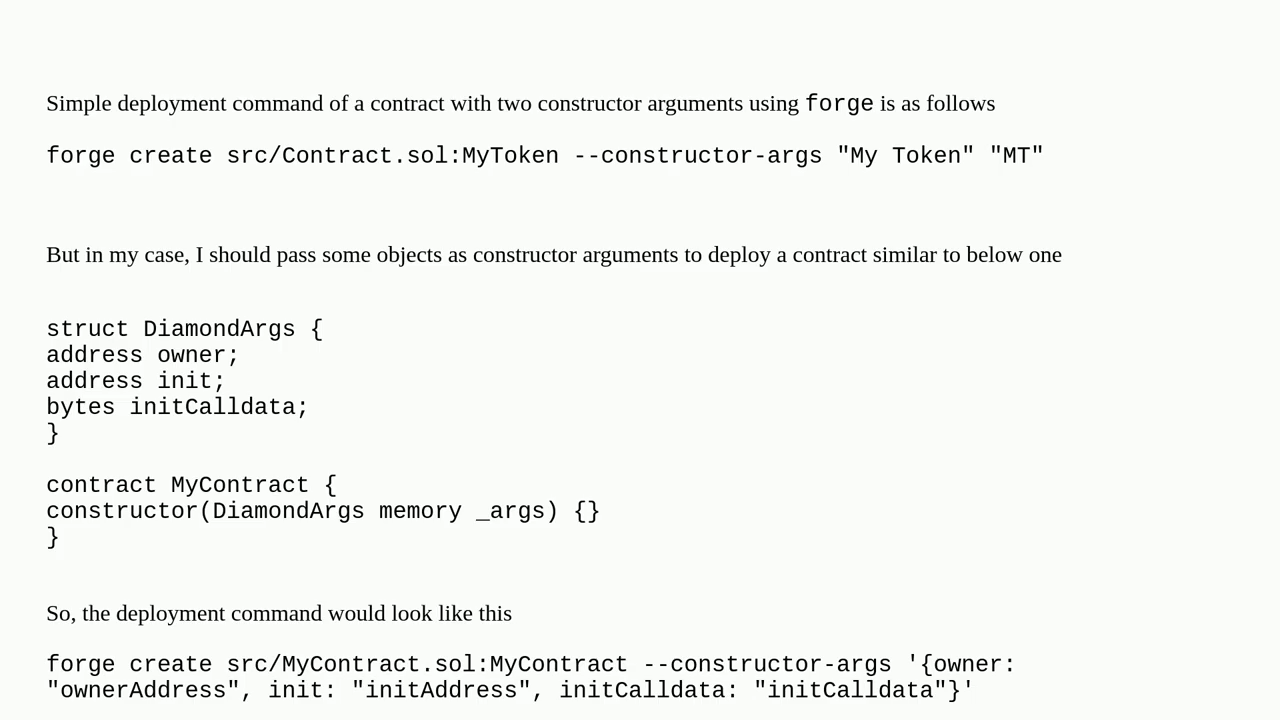 Simple deployment command of a contract with two constructor arguments using forge is as follows
forge create src/Contract.sol:MyToken --constructor-args "My Token" "MT"
But in my case, I should pass some objects as constructor arguments to deploy a contract similar to below one
struct DiamondArgs {
address owner;
address init;
bytes initCalldata;
}
contract MyContract {
constructor(DiamondArgs memory _args) {}
}
So, the deployment command would look like this
forge create src/MyContract.sol:MyContract --constructor-args '{owner:
"ownerAddress", init: "initAddress", initCalldata: "initCalldata"}'